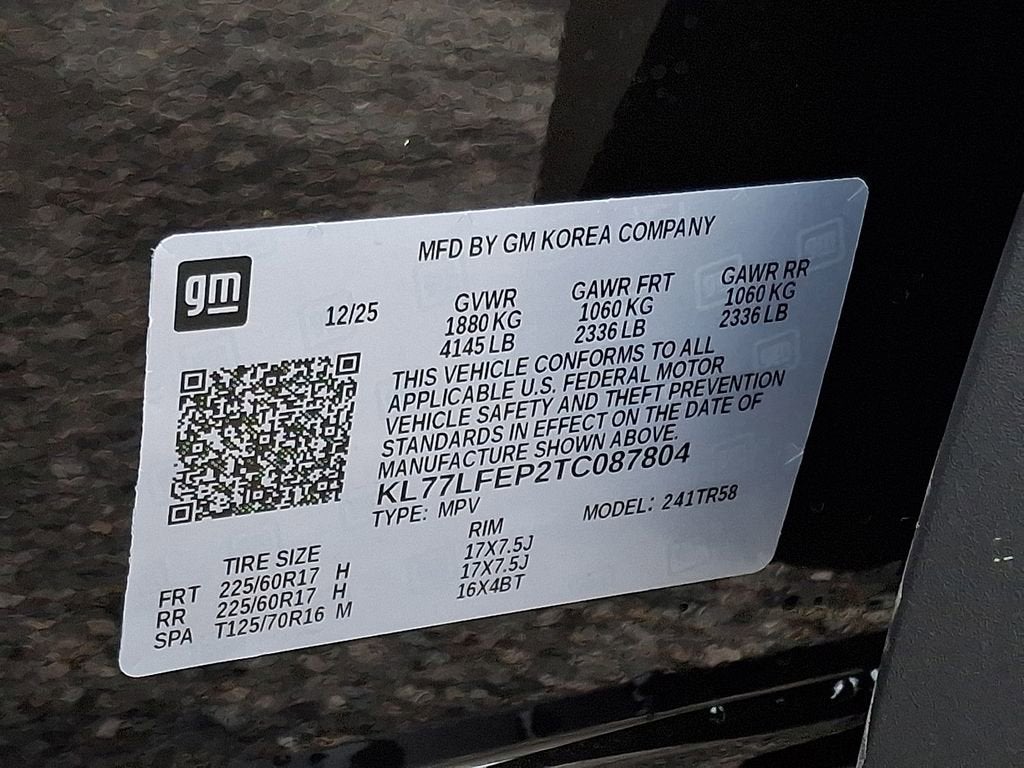 MFD BY GM KOREA COMPANY
gm
12/25
GVWR
1880 KG
4145 LB
GAWR FRT
1060 KG
2336 LB
GAWR RR
1060 KG
2336 LB
THIS VEHICLE CONFORMS TO ALL
APPLICABLE U.S. FEDERAL MOTOR
VEHICLE SAFETY AND THEFT PREVENTION
STANDARDS IN EFFECT ON THE DATE OF
MANUFACTURE SHOWN ABOVE.
KL77LFEP2TC087804
TYPE: MPV MODEL: 241TR58
TIRE SIZE RIM
FRT 225/60R17 H 17X7.5J
RR 225/60R17 H 17X7.5J
SPA T125/70R16 M 16X4BT